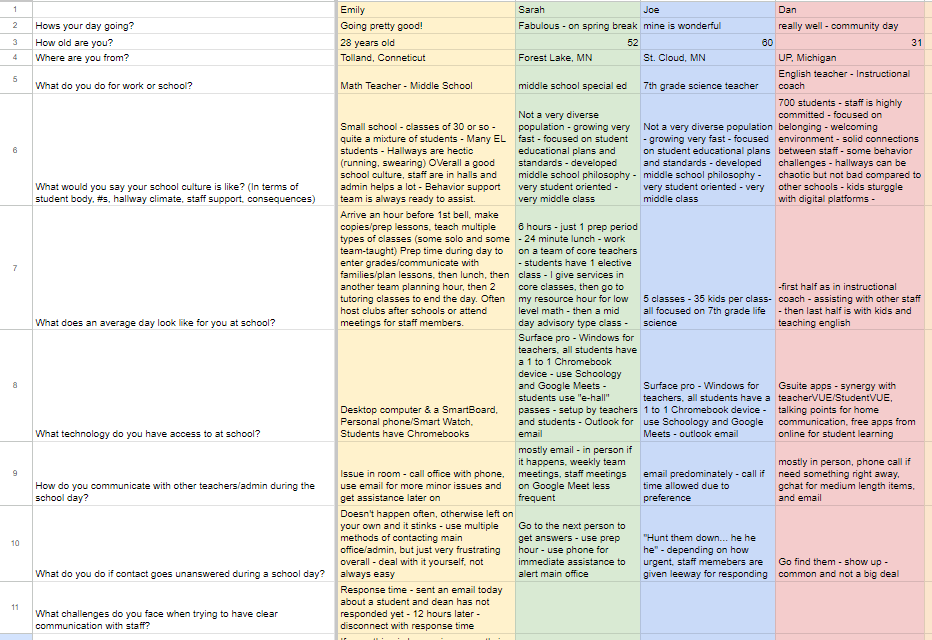 1 Emily Sarah Joe Dan
2 Hows your day going? Going pretty good! Fabulous - on spring break mine is wonderful really well - community day
3 How old are you? 28 years old 52 60 31
4 Where are you from? Tolland, Conneticut Forest Lake, MN St. Cloud, MN UP, Michigan
5
What do you do for work or school?
Math Teacher - Middle School
middle school special ed
7th grade science teacher
English teacher - Instructional
coach
6
What would you say your school culture is like? (In terms of
student body, #s, hallway climate, staff support, consequences)
Small school - classes of 30 or so -
quite a mixture of students - Many EL
students - Hallways are hectic
(running, swearing) OVerall a good
school culture, staff are in halls and
admin helps a lot - Behavior support
team is always ready to assist.
Not a very diverse
population - growing very
fast - focused on student
educational plans and
standards - developed
middle school philosophy -
very student oriented -
very middle class
Not a very diverse population
- growing very fast - focused
on student educational plans
and standards - developed
middle school philosophy -
very student oriented - very
middle class
700 students - staff is highly
committed - focused on
belonging - welcoming
environment - solid connections
between staff - some behavior
challenges - hallways can be
chaotic but not bad compared to
other schools - kids sturggle
with digital platforms -
7
What does an average day look like for you at school?
Arrive an hour before 1st bell, make
copies/prep lessons, teach multiple
types of classes (some solo and some
team-taught) Prep time during day to
enter grades/communicate with
families/plan lessons, then lunch, then
another team planning hour, then 2
tutoring classes to end the day. Often
host clubs after schools or attend
meetings for staff members.
6 hours - just 1 prep period
- 24 minute lunch - work
on a team of core teachers
- students have 1 elective
class - I give services in
core classes, then go to
my resource hour for low
level math - then a mid
day advisory type class -
5 classes - 35 kids per class-
all focused on 7th grade life
science
-first half as in instructional
coach - assisting with other staff
- then last half is with kids and
teaching english
8
What technology do you have access to at school?
Desktop computer & a SmartBoard,
Personal phone/Smart Watch,
Students have Chromebooks
Surface pro - Windows for
teachers, all students have
a 1 to 1 Chromebook
device - use Schoology
and Google Meets -
students use "e-hall"
passes - setup by teachers
and students - Outlook for
email
Surface pro - Windows for
teachers, all students have a
1 to 1 Chromebook device -
use Schoology and Google
Meets - outlook email
Gsuite apps - synergy with
teacherVUE/StudentVUE,
talking points for home
communication, free apps from
online for student learning
9
How do you communicate with other teachers/admin during the
school day?
Issue in room - call office with phone,
use email for more minor issues and
get assistance later on
mostly email - in person if
it happens, weekly team
meetings, staff meetings
on Google Meet less
frequent
email predominately - call if
time allowed due to
preference
mostly in person, phone call if
need something right away,
gchat for medium length items,
and email
10
What do you do if contact goes unanswered during a school day?
Doesn't happen often, otherwise left on
your own and it stinks - use multiple
methods of contacting main
office/admin, but just very frustrating
overall - deal with it yourself, not
always easy
Go to the next person to
get answers - use prep
hour - use phone for
immediate assistance to
alert main office
"Hunt them down... he he
he" - depending on how
urgent, staff memebers are
given leeway for responding
Go find them - show up -
common and not a big deal
11
What challenges do you face when trying to have clear
communication with staff?
Response time - sent an email today
about a student and dean has not
responded yet - 12 hours later -
disconnect with response time